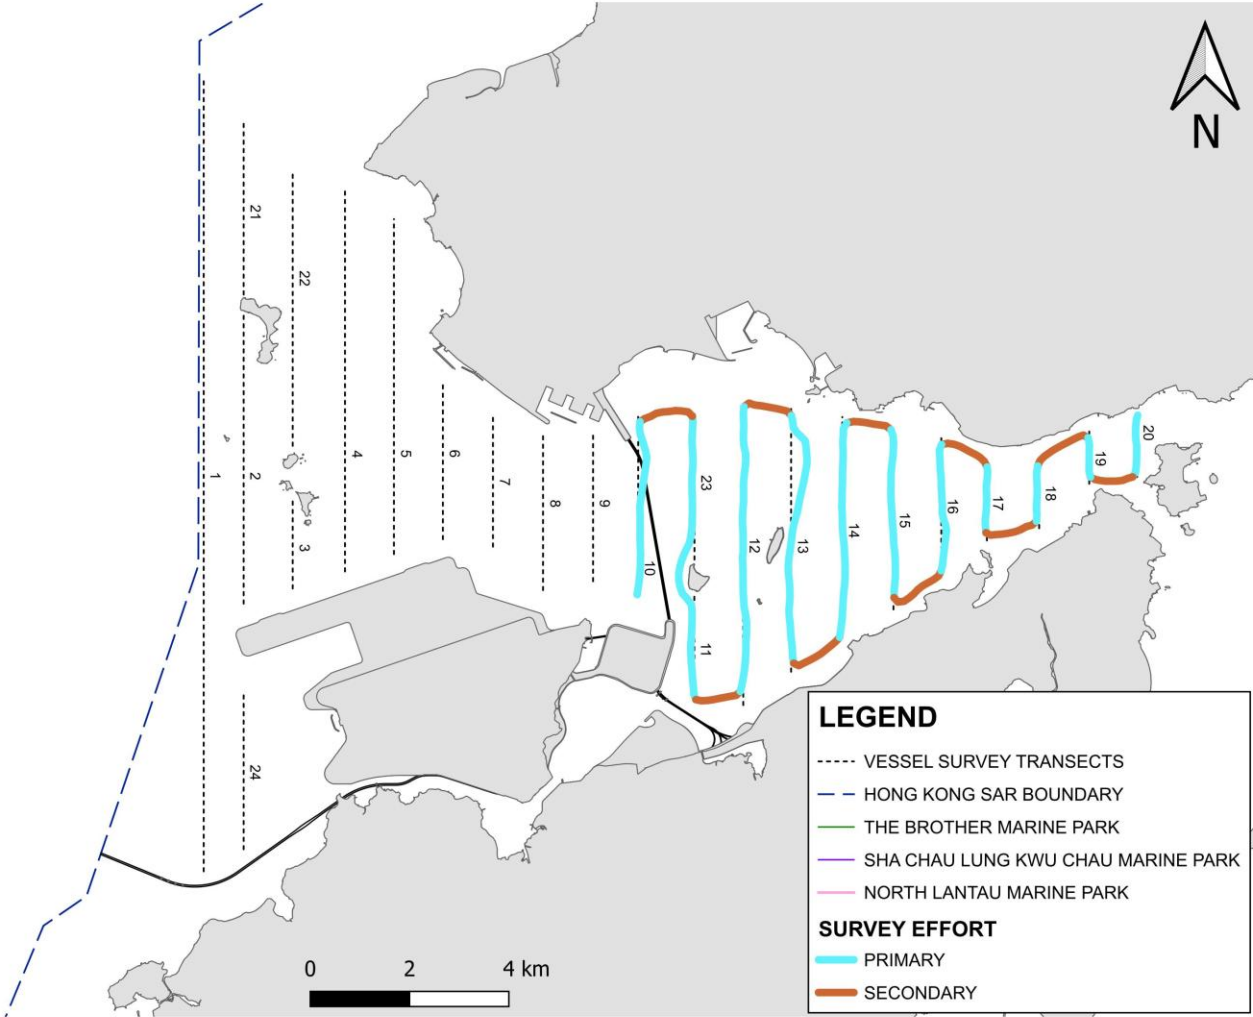 N
21
22
1
2
3
4
5
6
7
8
9
10
23
11
12
13
14
15
16
17
18
19
20
24
0 2 4 km
LEGEND
VESSEL SURVEY TRANSECTS
HONG KONG SAR BOUNDARY
THE BROTHER MARINE PARK
SHA CHAU LUNG KWU CHAU MARINE PARK
NORTH LANTAU MARINE PARK
SURVEY EFFORT
PRIMARY
SECONDARY